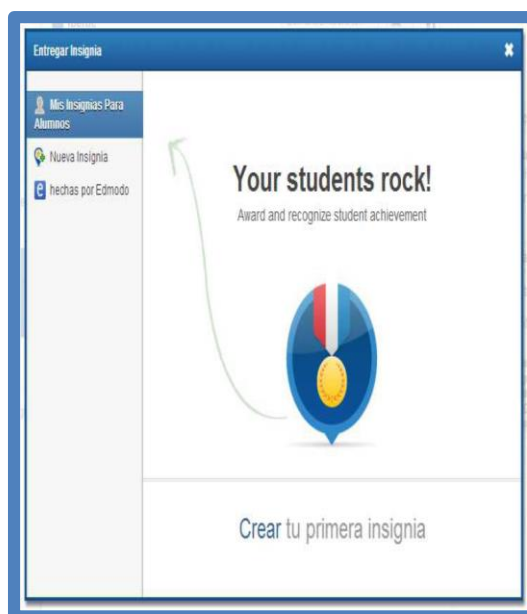 Entregar Insignia
Mis Insignias Para
Alumnos
Nueva Insignia
hechas por Edmodo
Your students rock!
Award and recognize student achievement
Crear tu primera insignia